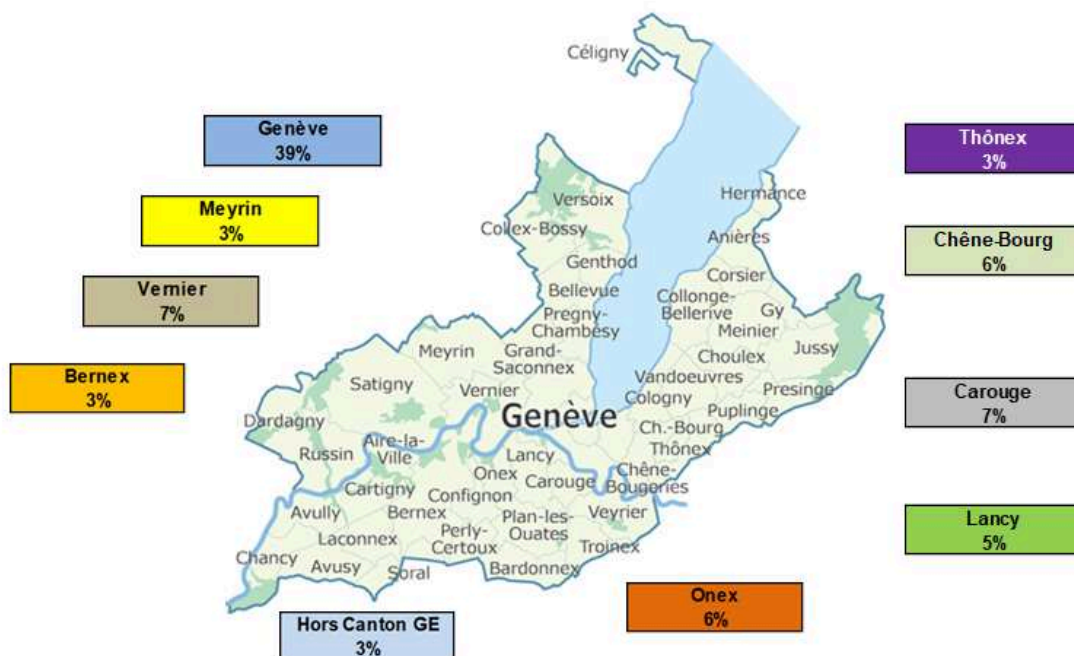 Céligny
Genève
39%
Thônex
3%
Hermance
Versoix
Meyrin
3%
Collex-Bossy
Anières
Chêne-Bourg
6%
Genthod
Corsier
Vernier
7%
Bellevue
Collonge-
Bellerive
Gy
Pregny-
Chambésy
Meinier
Meyrin
Grand-
Saconnex
Choulex
Jussy
Bernex
3%
Satigny
Vernier
Vandoeuvres
Presinge
Carouge
7%
Cologny
Genève
Puplinge
Dardagny
Ch.-Bourg
Aire-la-
Ville
Thônex
Russin
Lancy
Onex
Carouge
Chêne-
Bougeries
Cartigny
Confignon
Avully
Bernex
Plan-les-
Ouates
Veyrier
Lancy
5%
Laconnex
Perly-
Certoux
Troinex
Chancy
Avusy
Soral
Bardonnex
Onex
6%
Hors Canton GE
3%